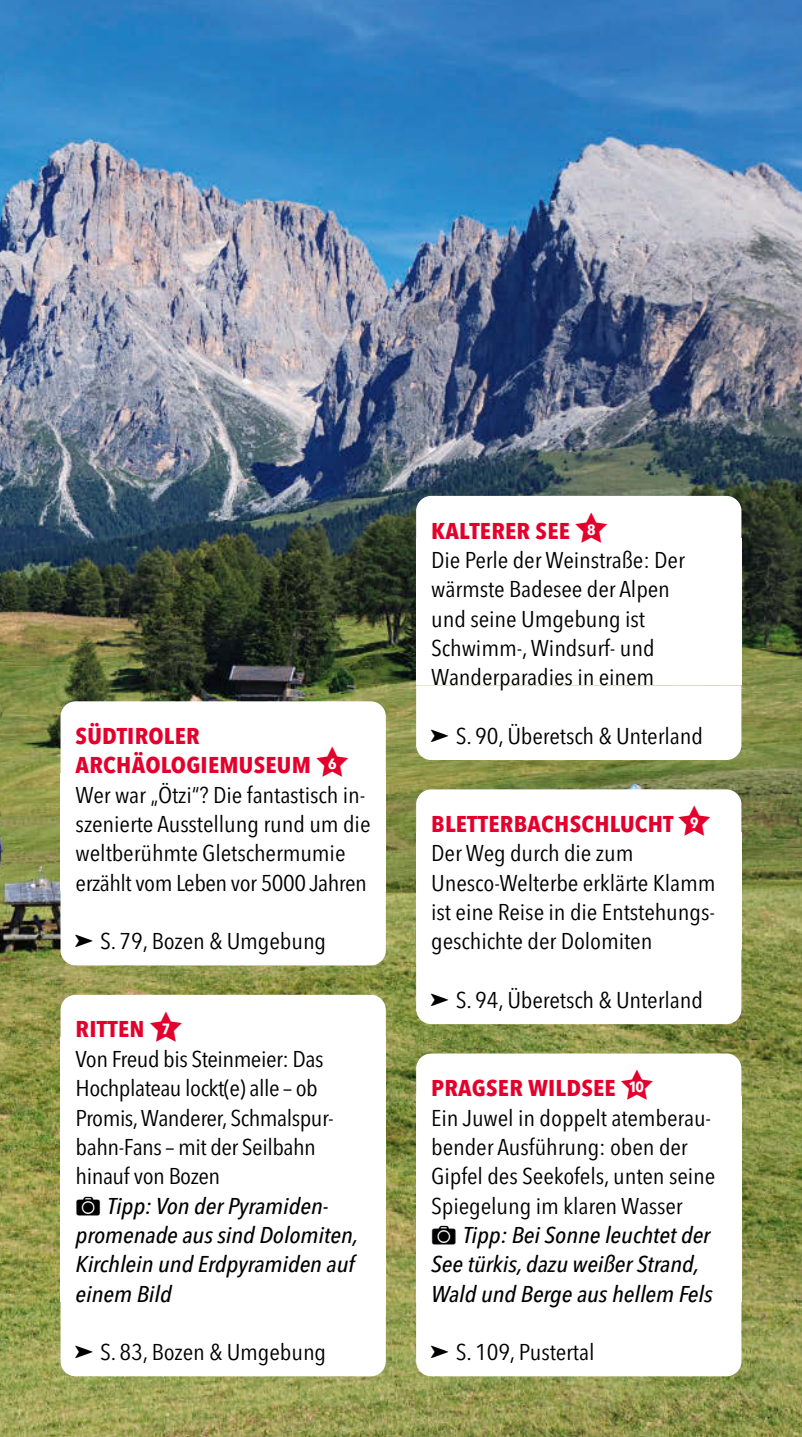 SÜDTIROLER
ARCHÄOLOGIEMUSEUM 6
Wer war „Ötzi“? Die fantastisch in-
szenierte Ausstellung rund um die
weltberühmte Gletschermumie
erzählt vom Leben vor 5000 Jahren
➤ S. 79, Bozen & Umgebung
RITTEN 7
Von Freud bis Steinmeier: Das
Hochplateau lockt(e) alle – ob
Promis, Wanderer, Schmalspur-
bahn-Fans – mit der Seilbahn
hinauf von Bozen
Tipp: Von der Pyramiden-
promenade aus sind Dolomiten,
Kirchlein und Erdpyramiden auf
einem Bild
➤ S. 83, Bozen & Umgebung
KALTERER SEE 8
Die Perle der Weinstraße: Der
wärmste Badesee der Alpen
und seine Umgebung ist
Schwimm-, Windsurf- und
Wanderparadies in einem
➤ S. 90, Überetsch & Unterland
BLETTERBACHSCHLUCHT 9
Der Weg durch die zum
Unesco-Welterbe erklärte Klamm
ist eine Reise in die Entstehungs-
geschichte der Dolomiten
➤ S. 94, Überetsch & Unterland
PRAGSER WILDSEE 10
Ein Juwel in doppelt atemberau-
bender Ausführung: oben der
Gipfel des Seekofels, unten seine
Spiegelung im klaren Wasser
Tipp: Bei Sonne leuchtet der
See türkis, dazu weißer Strand,
Wald und Berge aus hellem Fels
➤ S. 109, Pustertal